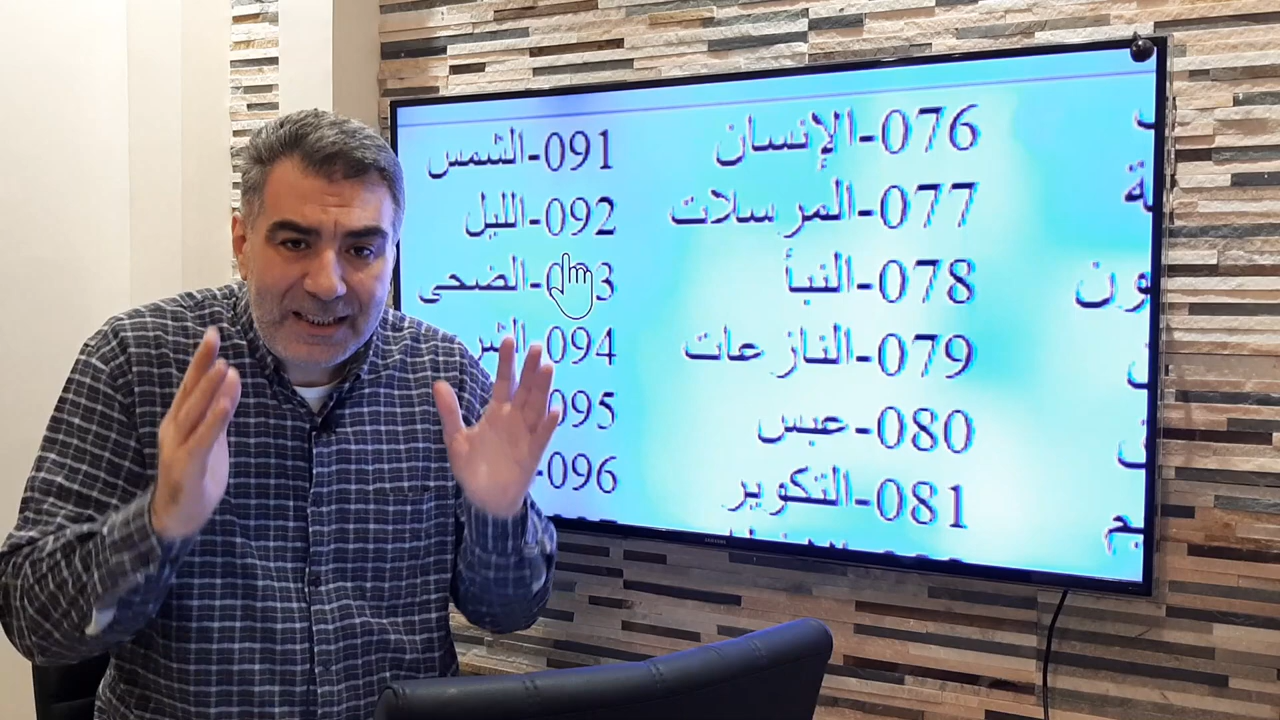 076-الإنسان
077-المرسلات
078-النبأ
079-النازعات
080-عبس
081-التكوير
091-الشمس
092-الليل
-الضحى
094-
095
096-
SAMSUNG